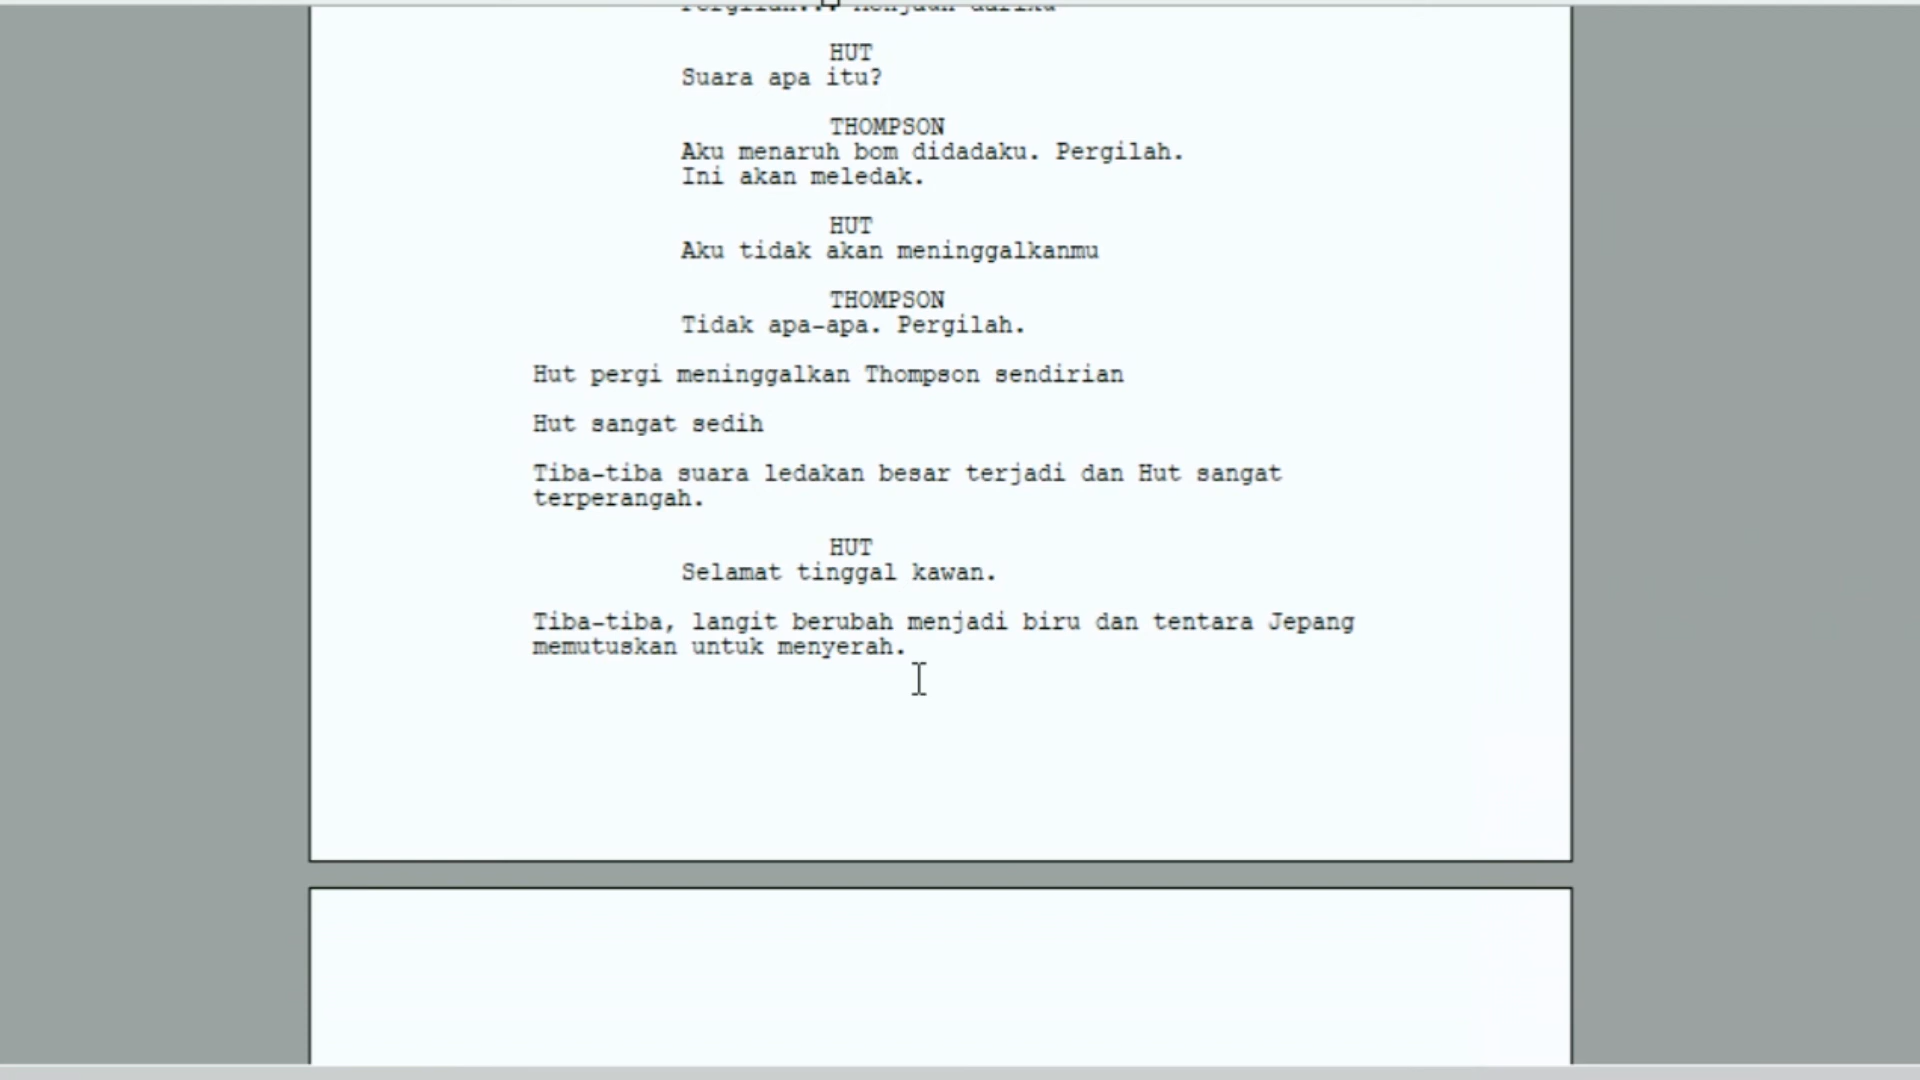 Pergilah... Menjauh dariku
HUT
Suara apa itu?
THOMPSON
Aku menaruh bom didadaku. Pergilah.
Ini akan meledak.
HUT
Aku tidak akan meninggalkanmu
THOMPSON
Tidak apa-apa. Pergilah.
Hut pergi meninggalkan Thompson sendirian
Hut sangat sedih
Tiba-tiba suara ledakan besar terjadi dan Hut sangat
terperangah.
HUT
Selamat tinggal kawan.
Tiba-tiba, langit berubah menjadi biru dan tentara Jepang
memutuskan untuk menyerah.